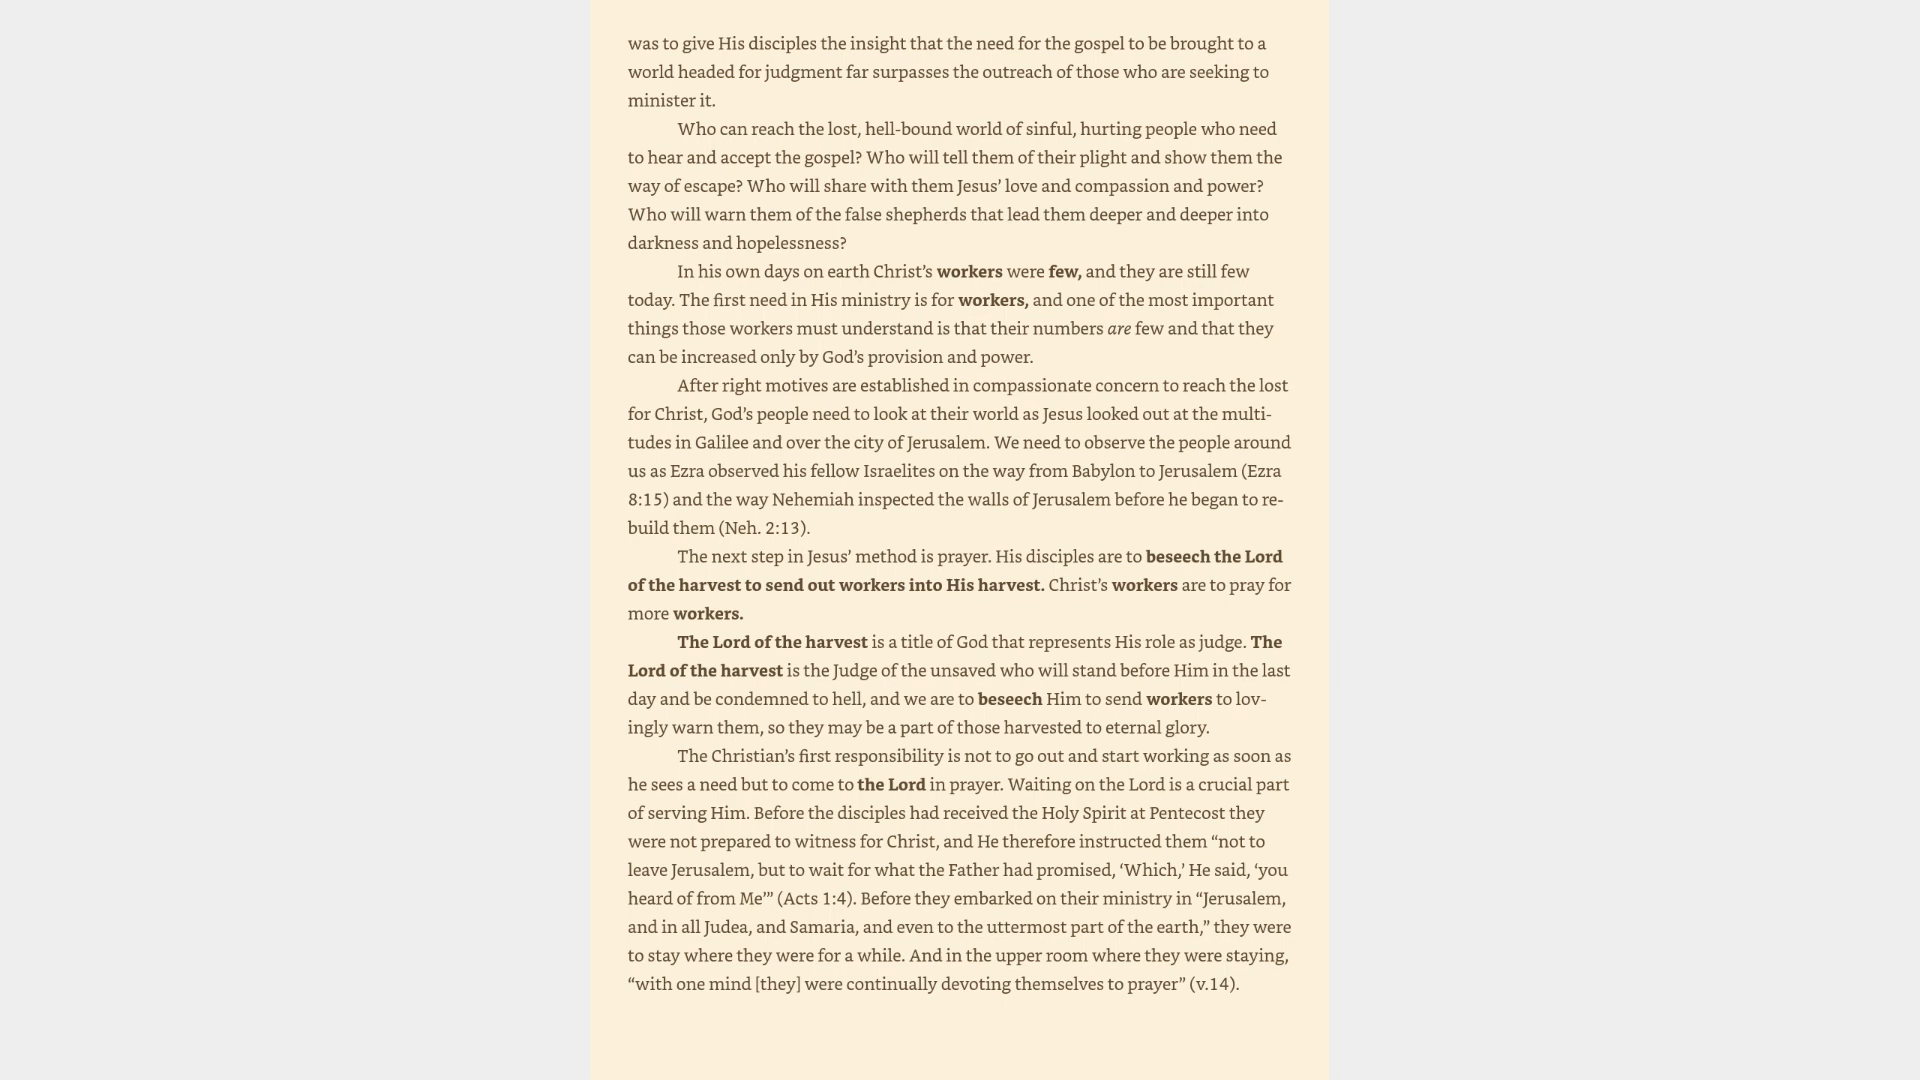 was to give His disciples the insight that the need for the gospel to be brought to a
world headed for judgment far surpasses the outreach of those who are seeking to
minister it.
Who can reach the lost, hell-bound world of sinful, hurting people who need
to hear and accept the gospel? Who will tell them of their plight and show them the
way of escape? Who will share with them Jesus’ love and compassion and power?
Who will warn them of the false shepherds that lead them deeper and deeper into
darkness and hopelessness?
In his own days on earth Christ’s workers were few, and they are still few
today. The first need in His ministry is for workers, and one of the most important
things those workers must understand is that their numbers are few and that they
can be increased only by God’s provision and power.
After right motives are established in compassionate concern to reach the lost
for Christ, God’s people need to look at their world as Jesus looked out at the multi-
tudes in Galilee and over the city of Jerusalem. We need to observe the people around
us as Ezra observed his fellow Israelites on the way from Babylon to Jerusalem (Ezra
8:15) and the way Nehemiah inspected the walls of Jerusalem before he began to re-
build them (Neh. 2:13).
The next step in Jesus’ method is prayer. His disciples are to beseech the Lord
of the harvest to send out workers into His harvest. Christ’s workers are to pray for
more workers.
The Lord of the harvest is a title of God that represents His role as judge. The
Lord of the harvest is the Judge of the unsaved who will stand before Him in the last
day and be condemned to hell, and we are to beseech Him to send workers to lov-
ingly warn them, so they may be a part of those harvested to eternal glory.
The Christian’s first responsibility is not to go out and start working as soon as
he sees a need but to come to the Lord in prayer. Waiting on the Lord is a crucial part
of serving Him. Before the disciples had received the Holy Spirit at Pentecost they
were not prepared to witness for Christ, and He therefore instructed them “not to
leave Jerusalem, but to wait for what the Father had promised, ‘Which,’ He said, ‘you
heard of from Me’” (Acts 1:4). Before they embarked on their ministry in “Jerusalem,
and in all Judea, and Samaria, and even to the uttermost part of the earth,” they were
to stay where they were for a while. And in the upper room where they were staying,
“with one mind [they] were continually devoting themselves to prayer” (v.14).